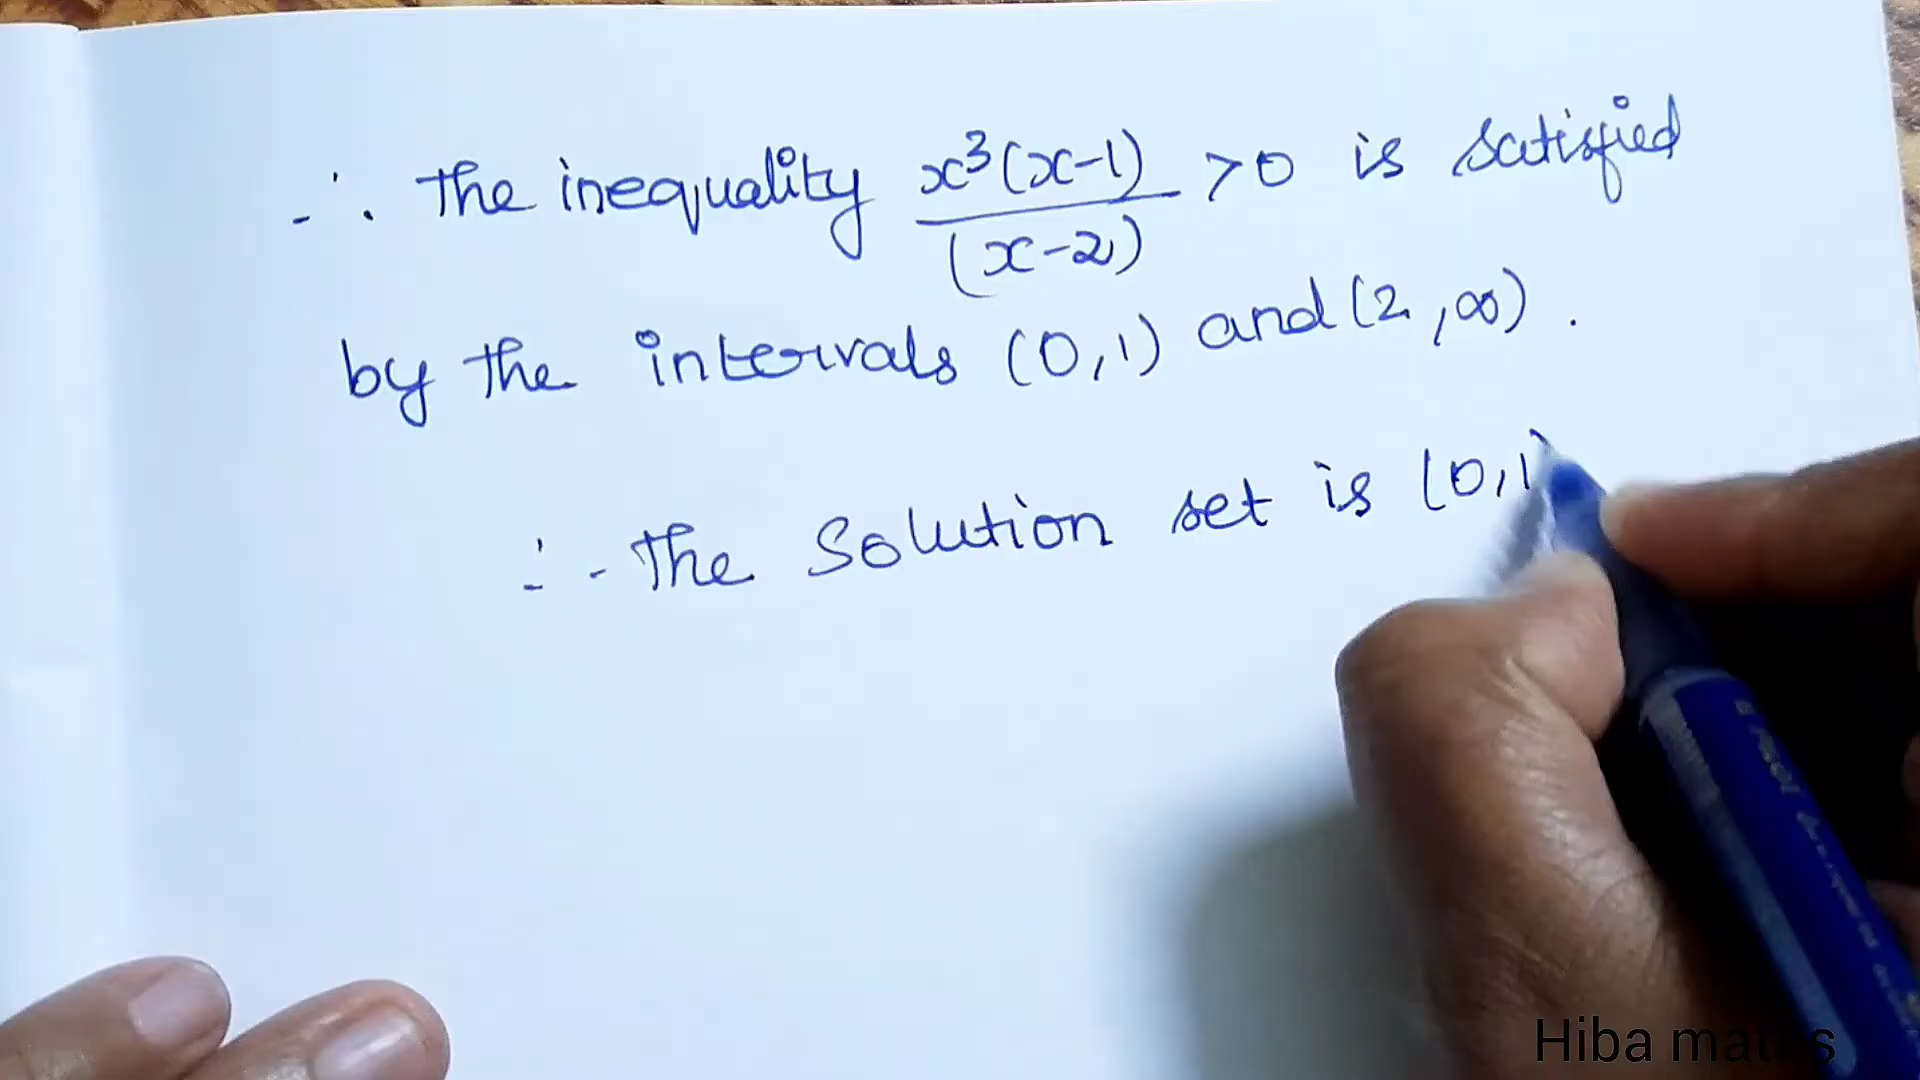 ∴ The inequality x³(x-1)/(x-2) >0 is satisfied
by the intervals (0,1) and (2,∞).
∴ The Solution set is (0,1)
Hiba maths